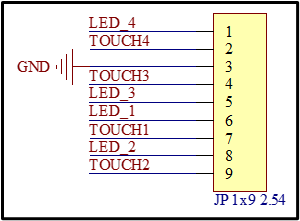 LED_4 1
TOUCH4 2
GND 3
TOUCH3 4
LED_3 5
LED_1 6
TOUCH1 7
LED_2 8
TOUCH2 9
JP 1x9 2.54